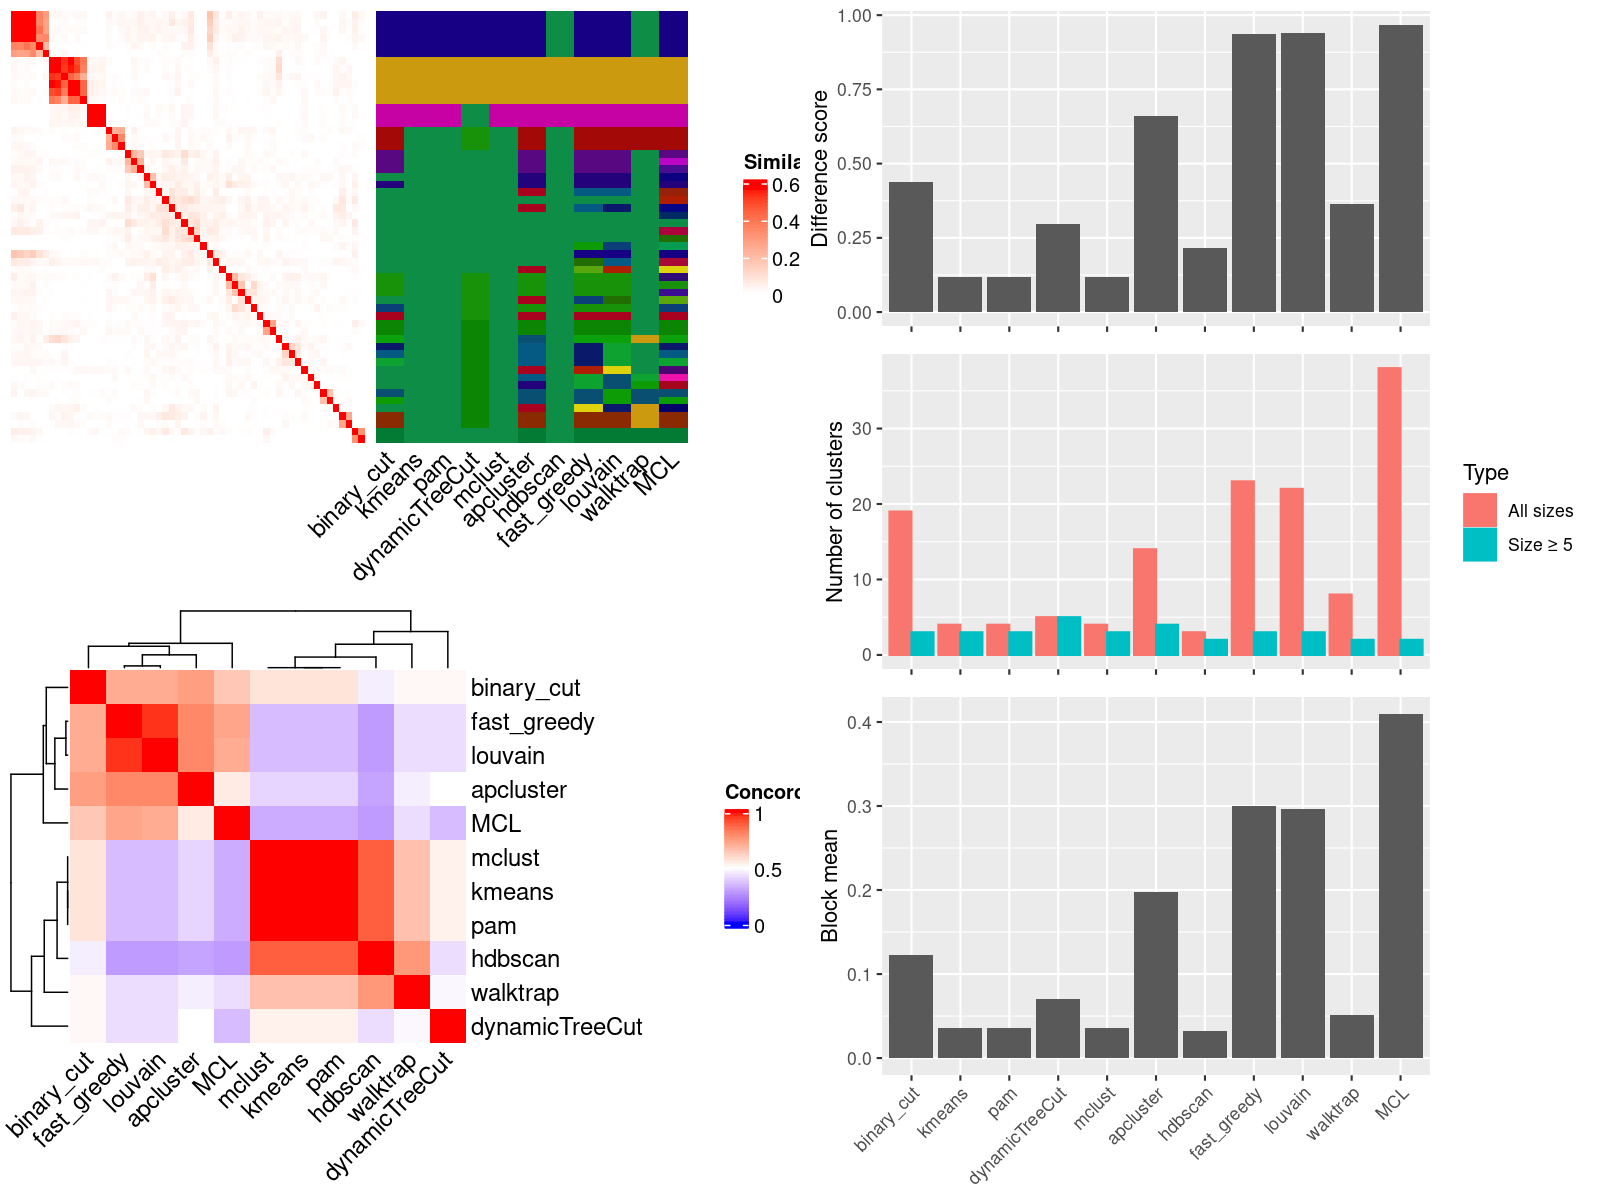 Simila
0.6
0.4
0.2
0
binary_cut
kmeans
pam
dynamicTreeCut
mclust
apcluster
hdbscan
fast_greedy
louvain
walktrap
MCL
Difference score
1.00
0.75
0.50
0.25
0.00
Number of clusters
30
20
10
0
Type
All sizes
Size ≥ 5
Block mean
0.4
0.3
0.2
0.1
0.0
binary_cut
kmeans
pam
dynamicTreeCut
mclust
apcluster
hdbscan
fast_greedy
louvain
walktrap
MCL
binary_cut
fast_greedy
louvain
apcluster
MCL
mclust
kmeans
pam
hdbscan
walktrap
dynamicTreeCut
binary_cut
fast_greedy
louvain
apcluster
MCL
mclust
kmeans
pam
hdbscan
walktrap
dynamicTreeCut
Concord
1
0.5
0